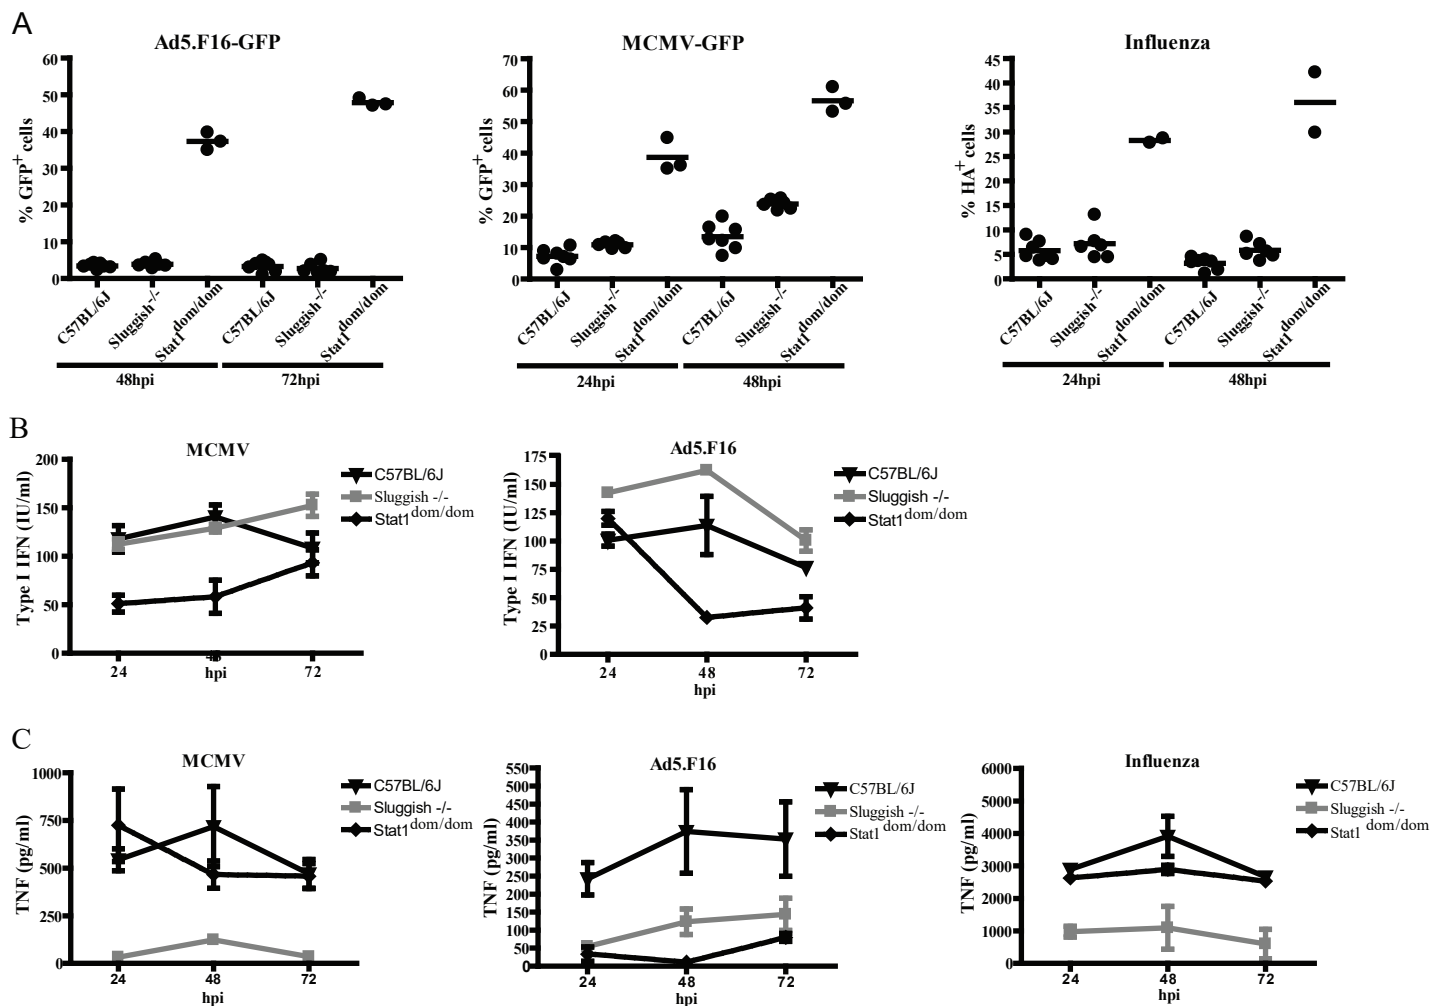 A
Ad5.F16-GFP
% GFP+ cells
60
50
40
30
20
10
0
C57BL/6J
Sluggish-/-
Stat1dom/dom
C57BL/6J
Sluggish-/-
Stat1dom/dom
48hpi
72hpi
MCMV-GFP
% GFP+ cells
70
60
50
40
30
20
10
0
C57BL/6J
Sluggish-/-
Stat1dom/dom
C57BL/6J
Sluggish-/-
Stat1dom/dom
24hpi
48hpi
Influenza
% HA+ cells
45
40
35
30
25
20
15
10
5
0
C57BL/6J
Sluggish-/-
Stat1dom/dom
C57BL/6J
Sluggish-/-
Stat1dom/dom
24hpi
48hpi
B
MCMV
Type I IFN (IU/ml)
200
150
100
50
0
24
72
hpi
C57BL/6J
Sluggish -/-
Stat1dom/dom
Ad5.F16
Type I IFN (IU/ml)
175
150
125
100
75
50
25
0
24
48
72
hpi
C57BL/6J
Sluggish -/-
Stat1dom/dom
C
MCMV
TNF (pg/ml)
1000
750
500
250
0
24
48
72
hpi
C57BL/6J
Sluggish -/-
Stat1dom/dom
Ad5.F16
TNF (pg/ml)
550
500
450
400
350
300
250
200
150
100
50
0
24
48
72
hpi
C57BL/6J
Sluggish -/-
Stat1dom/dom
Influenza
TNF (pg/ml)
6000
5000
4000
3000
2000
1000
0
24
48
72
hpi
C57BL/6J
Sluggish -/-
Stat1dom/dom